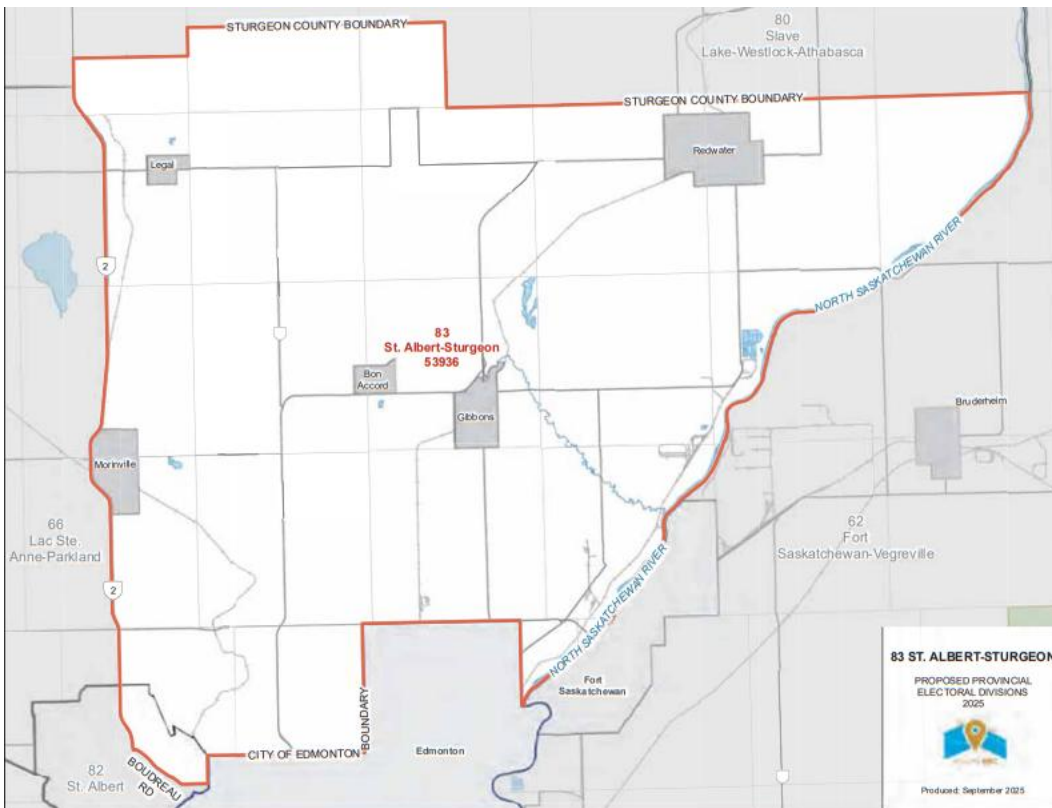 STURGEON COUNTY BOUNDARY
80
Slave
Lake-Westlock-Athabasca
STURGEON COUNTY BOUNDARY
Redwater
Legal
NORTH SASKATCHEWAN RIVER
2
83
St. Albert-Sturgeon
53936
Bon
Accord
Gibbons
Bruderheim
Morinville
66
Lac Ste.
Anne-Parkland
62
Fort
Saskatchewan-Vegreville
2
NORTH SASKATCHEWAN RIVER
Fort
Saskatchewan
CITY OF EDMONTON
BOUNDARY
Edmonton
82
St. Albert
BOUDREAU
RD
83 ST. ALBERT-STURGEON
PROPOSED PROVINCIAL
ELECTORAL DIVISIONS
2025
Produced: September 2025